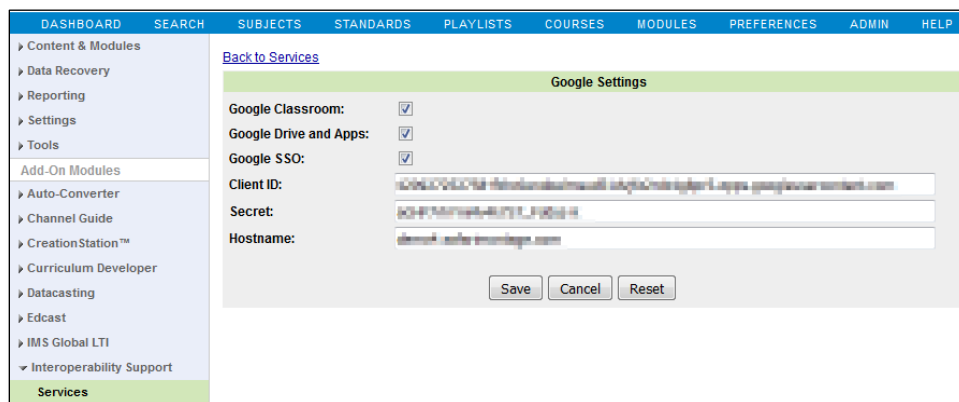 DASHBOARD SEARCH SUBJECTS STANDARDS PLAYLISTS COURSES MODULES PREFERENCES ADMIN HELP
Content & Modules
Data Recovery
Reporting
Settings
Tools
Add-On Modules
Auto-Converter
Channel Guide
CreationStation™
Curriculum Developer
Datacasting
Edcast
IMS Global LTI
Interoperability Support
Services
Back to Services
Google Settings
Google Classroom:
Google Drive and Apps:
Google SSO:
Client ID:
Secret:
Hostname:
Save Cancel Reset